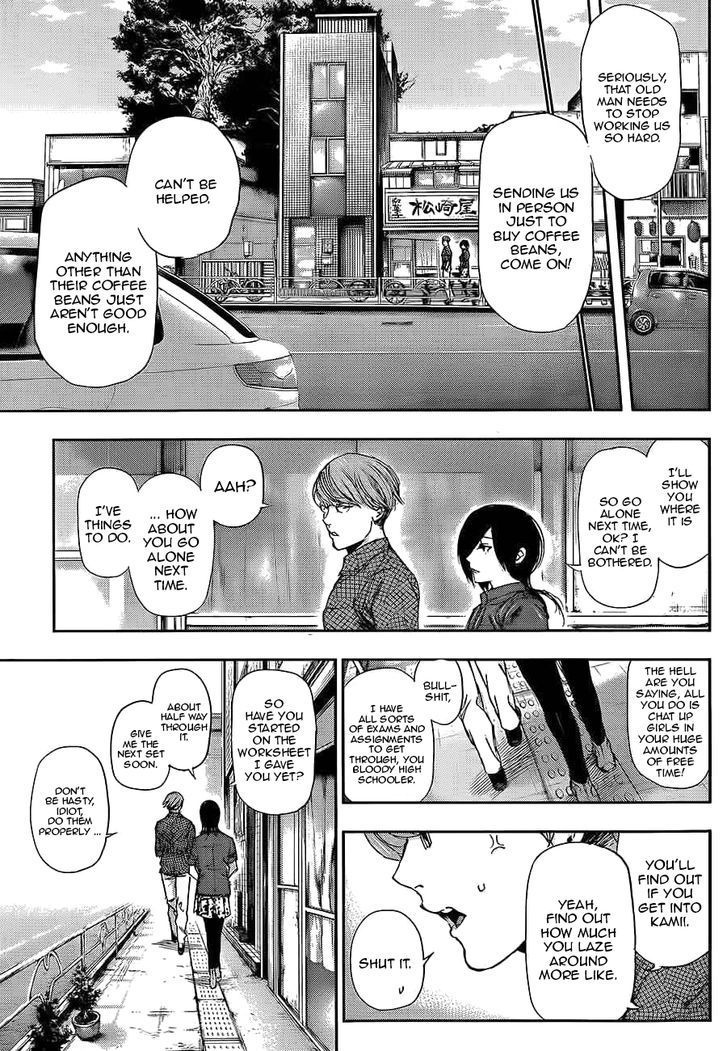 SERIOUSLY,
THAT OLD
MAN NEEDS
TO STOP
WORKING US
SO HARD.
SENDING US
IN PERSON
JUST TO
BUY COFFEE
BEANS,
COME ON!
松崎屋
CAN'T BE
HELPED.
ANYTHING
OTHER THAN
THEIR COFFEE
BEANS JUST
AREN'T GOOD
ENOUGH.
I'LL
SHOW YOU
WHERE IT
IS
SO GO
ALONE
NEXT TIME,
OK? I
CAN'T BE
BOTHERED.
AAH?
... HOW
ABOUT
YOU GO
ALONE
NEXT
TIME.
I'VE
THINGS
TO DO.
THE HELL
ARE YOU
SAYING, ALL
YOU DO IS
CHAT UP
GIRLS IN
YOUR HUGE
AMOUNTS
OF FREE
TIME!
BULL-
SHIT,
I HAVE
ALL SORTS
OF EXAMS AND
ASSIGNMENTS
TO GET
THROUGH, YOU
BLOODY HIGH
SCHOOLER.
YOU'LL
FIND OUT
IF YOU
GET INTO
KAMII.
YEAH,
FIND OUT
HOW MUCH
YOU LAZE
AROUND
MORE LIKE.
SHUT IT.
SO
HAVE YOU
STARTED
ON THE
WORKSHEET
I GAVE
YOU YET?
ABOUT
HALF WAY
THROUGH
IT.
GIVE
ME THE
NEXT SET
SOON.
DON'T
BE HASTY,
IDIOT,
DO THEM
PROPERLY ...